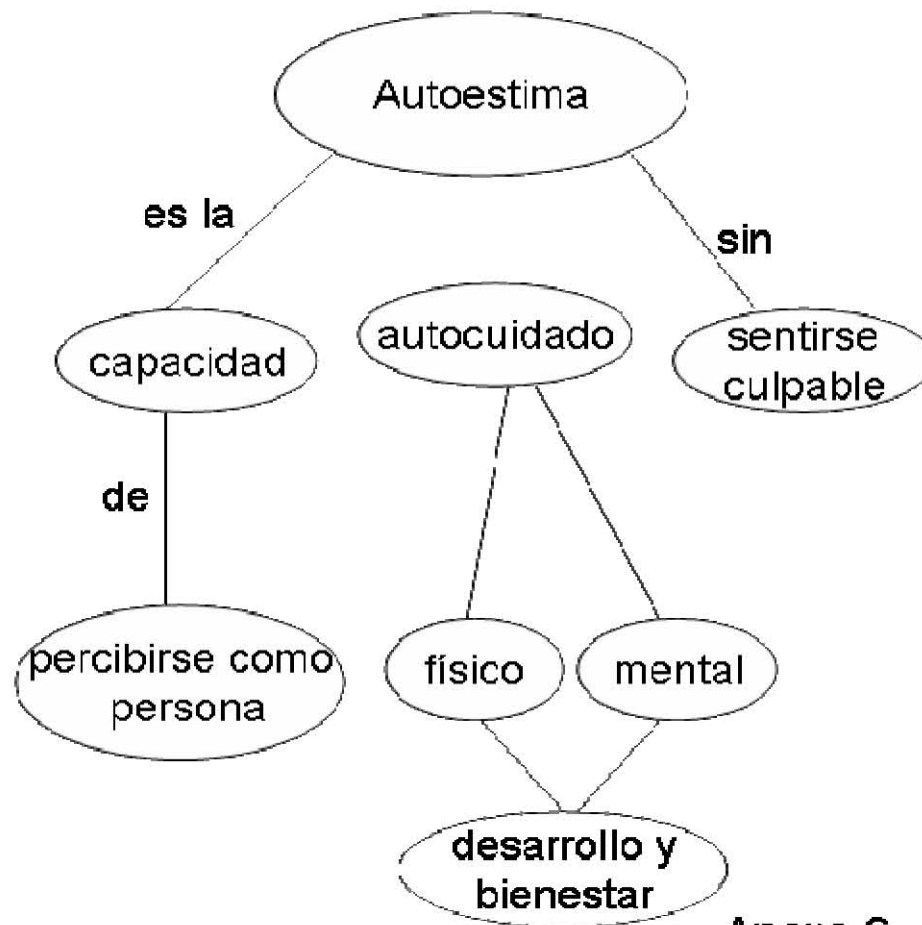 Autoestima
es la
sin
capacidad
autocuidado
sentirse
culpable
de
percibirse como
persona
físico
mental
desarrollo y
bienestar